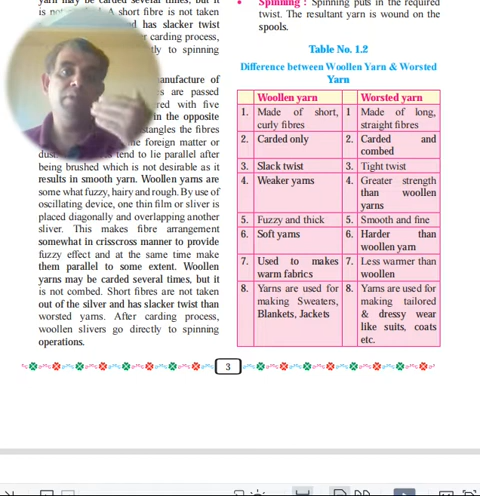 is no
A short fibre is not taken
d has slacker twist
carding process,
tly to spinning
anufacture of
s are passed
red with five
in the opposite
stangles the fibres
he foreign matter or
dust
tend to lie parallel after
being brushed which is not desirable as it
results in smooth yarn. Woollen yarns are
some what fuzzy, hairy and rough. By use of
oscillating device, one thin film or sliver is
placed diagonally and overlapping another
sliver. This makes fibre arrangement
somewhat in crisscross manner to provide
fuzzy effect and at the same time make
them parallel to some extent. Woollen
yarns may be carded several times, but it
is not combed. Short fibres are not taken
out of the silver and has slacker twist than
worsted yarns. After carding process,
woollen slivers go directly to spinning
operations.
• Spinning : Spinning puts in the required
twist. The resultant yarn is wound on the
spools.
Table No. 1.2
Difference between Woollen Yarn & Worsted
Yarn
Woollen yarn Worsted yarn
1. Made of short, 1 Made of long,
curly fibres straight fibres
2. Carded only 2. Carded and
combed
3. Slack twist 3. Tight twist
4. Weaker yarns 4. Greater strength
than woollen
yarns
5. Fuzzy and thick 5. Smooth and fine
6. Soft yarns 6. Harder than
woollen yarn
7. Used to makes 7. Less warmer than
warm fabrics woollen
8. Yarns are used for 8. Yarns are used for
making Sweaters, making tailored
Blankets, Jackets & dressy wear
like suits, coats
etc.
3